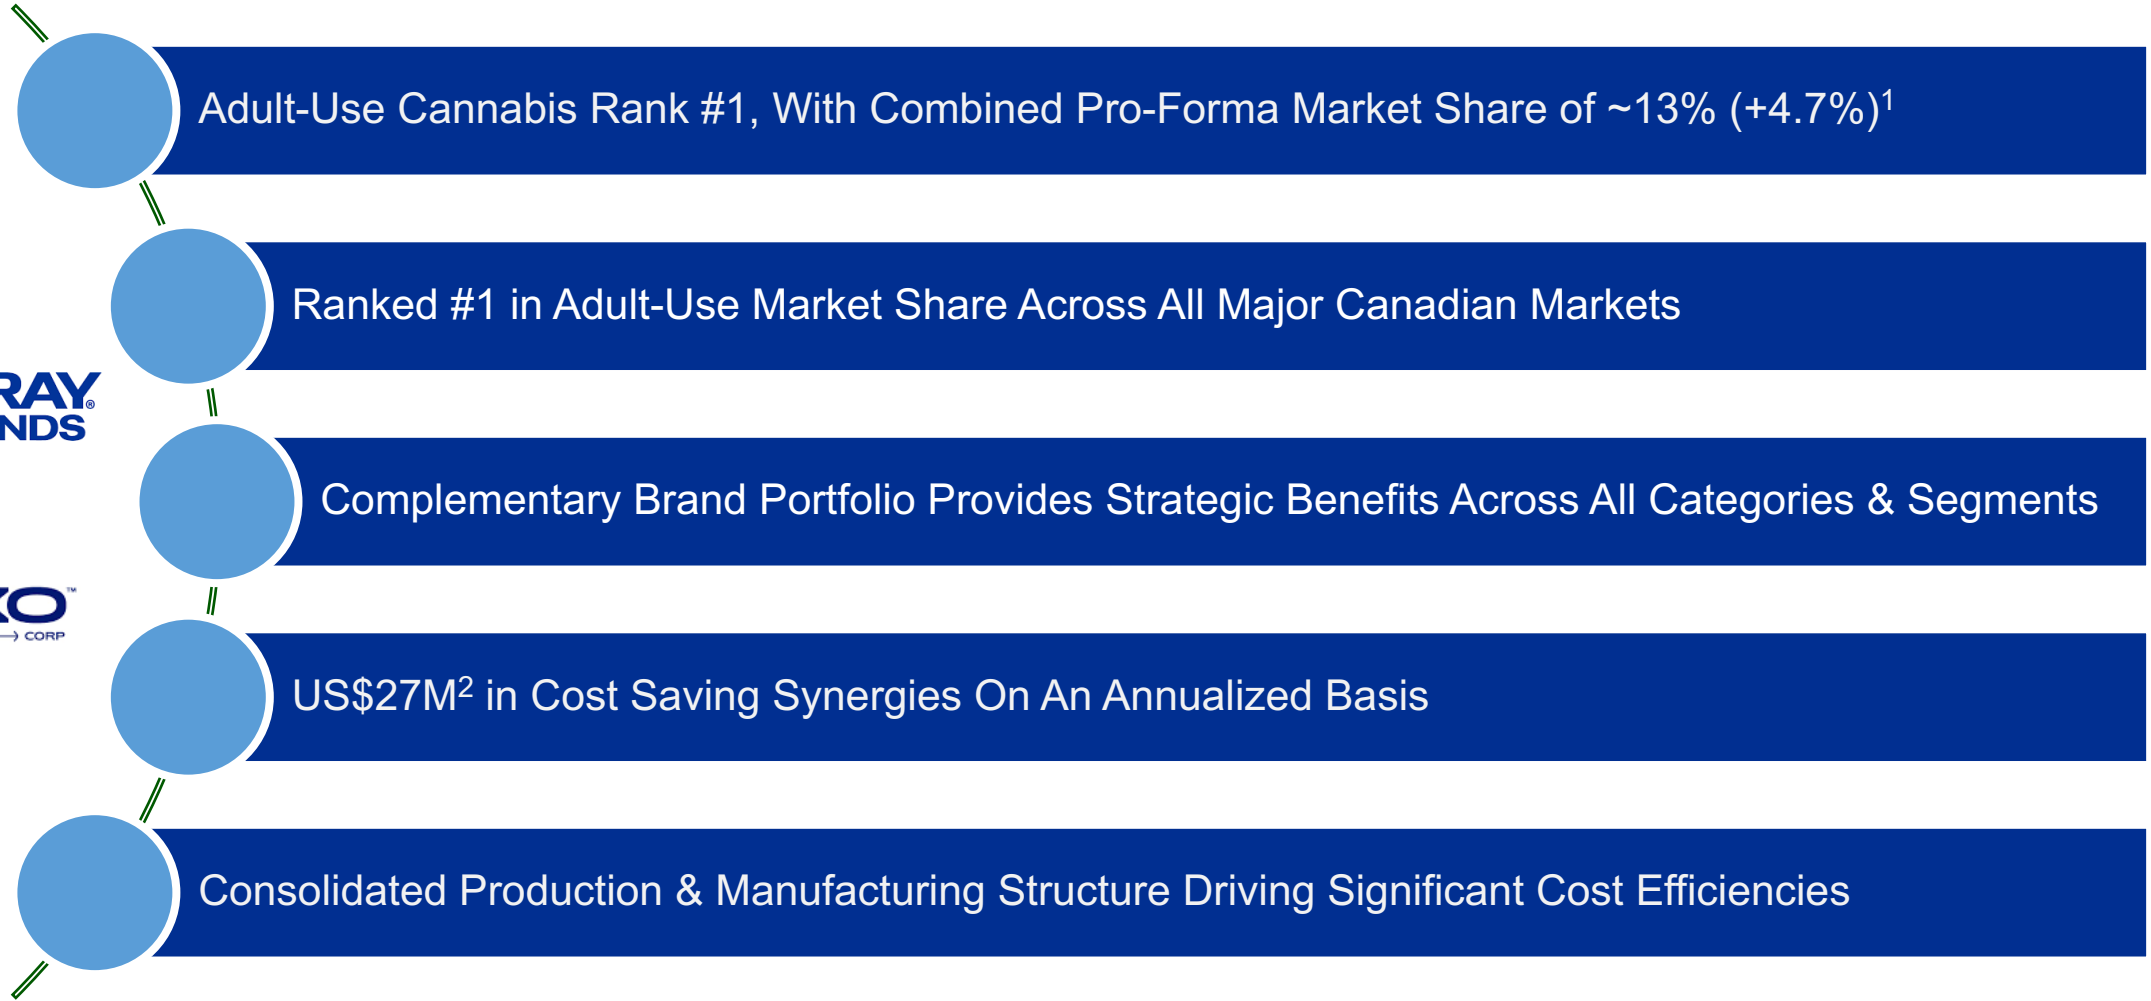 Adult-Use Cannabis Rank #1, With Combined Pro-Forma Market Share of ~13% (+4.7%)¹
Ranked #1 in Adult-Use Market Share Across All Major Canadian Markets
RAY®
NDS
Complementary Brand Portfolio Provides Strategic Benefits Across All Categories & Segments
XO™
CORP
US$27M² in Cost Saving Synergies On An Annualized Basis
Consolidated Production & Manufacturing Structure Driving Significant Cost Efficiencies